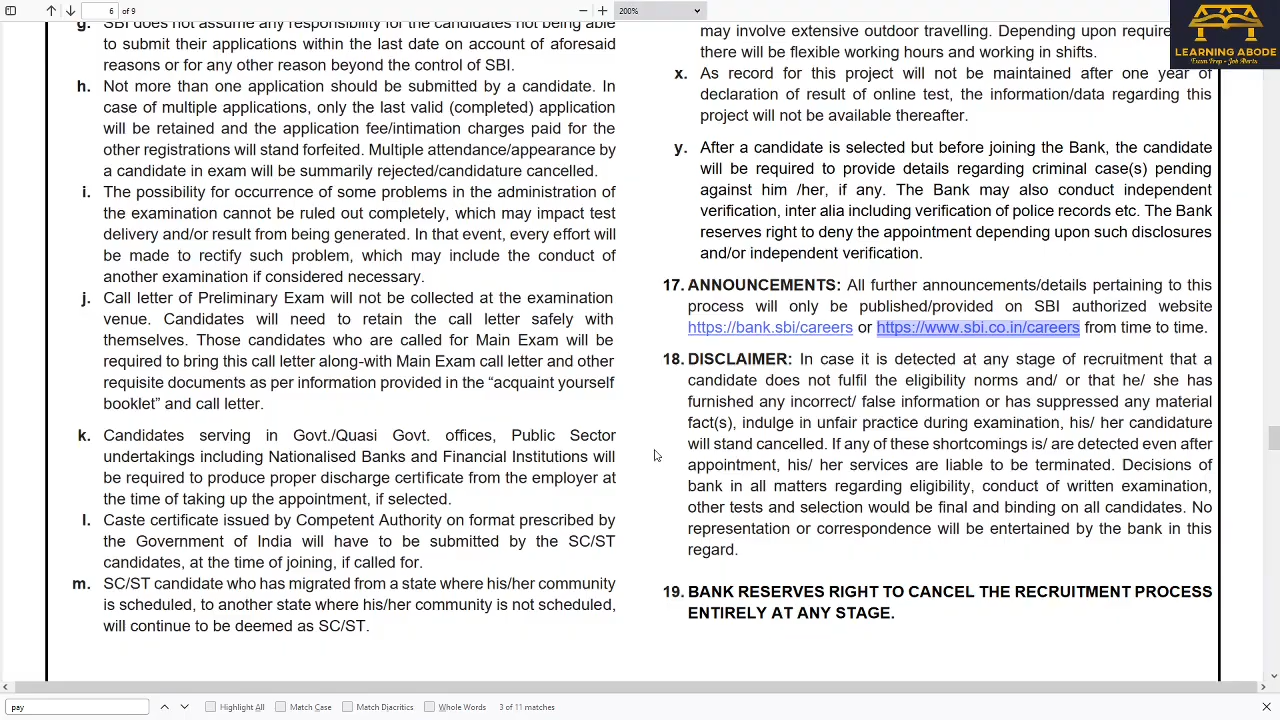 6 of 9
200%
LEARNING ABODE
Exam Prep - Job Alerts
g. SBI does not assume any responsibility for the candidates not being able
to submit their applications within the last date on account of aforesaid
reasons or for any other reason beyond the control of SBI.
h. Not more than one application should be submitted by a candidate. In
case of multiple applications, only the last valid (completed) application
will be retained and the application fee/intimation charges paid for the
other registrations will stand forfeited. Multiple attendance/appearance by
a candidate in exam will be summarily rejected/candidature cancelled.
i. The possibility for occurrence of some problems in the administration of
the examination cannot be ruled out completely, which may impact test
delivery and/or result from being generated. In that event, every effort will
be made to rectify such problem, which may include the conduct of
another examination if considered necessary.
j. Call letter of Preliminary Exam will not be collected at the examination
venue. Candidates will need to retain the call letter safely with
themselves. Those candidates who are called for Main Exam will be
required to bring this call letter along-with Main Exam call letter and other
requisite documents as per information provided in the “acquaint yourself
booklet” and call letter.
k. Candidates serving in Govt./Quasi Govt. offices, Public Sector
undertakings including Nationalised Banks and Financial Institutions will
be required to produce proper discharge certificate from the employer at
the time of taking up the appointment, if selected.
l. Caste certificate issued by Competent Authority on format prescribed by
the Government of India will have to be submitted by the SC/ST
candidates, at the time of joining, if called for.
m. SC/ST candidate who has migrated from a state where his/her community
is scheduled, to another state where his/her community is not scheduled,
will continue to be deemed as SC/ST.
may involve extensive outdoor travelling. Depending upon
there will be flexible working hours and working in shifts.
x. As record for this project will not be maintained after one year of
declaration of result of online test, the information/data regarding this
project will not be available thereafter.
y. After a candidate is selected but before joining the Bank, the candidate
will be required to provide details regarding criminal case(s) pending
against him /her, if any. The Bank may also conduct independent
verification, inter alia including verification of police records etc. The Bank
reserves right to deny the appointment depending upon such disclosures
and/or independent verification.
17. ANNOUNCEMENTS: All further announcements/details pertaining to this
process will only be published/provided on SBI authorized website
https://bank.sbi/careers or https://www.sbi.co.in/careers from time to time.
18. DISCLAIMER: In case it is detected at any stage of recruitment that a
candidate does not fulfil the eligibility norms and/ or that he/ she has
furnished any incorrect/ false information or has suppressed any material
fact(s), indulge in unfair practice during examination, his/ her candidature
will stand cancelled. If any of these shortcomings is/ are detected even after
appointment, his/ her services are liable to be terminated. Decisions of
bank in all matters regarding eligibility, conduct of written examination,
other tests and selection would be final and binding on all candidates. No
representation or correspondence will be entertained by the bank in this
regard.
19. BANK RESERVES RIGHT TO CANCEL THE RECRUITMENT PROCESS
ENTIRELY AT ANY STAGE.
pay Highlight All Match Case Match Diacritics Whole Words 3 of 11 matches